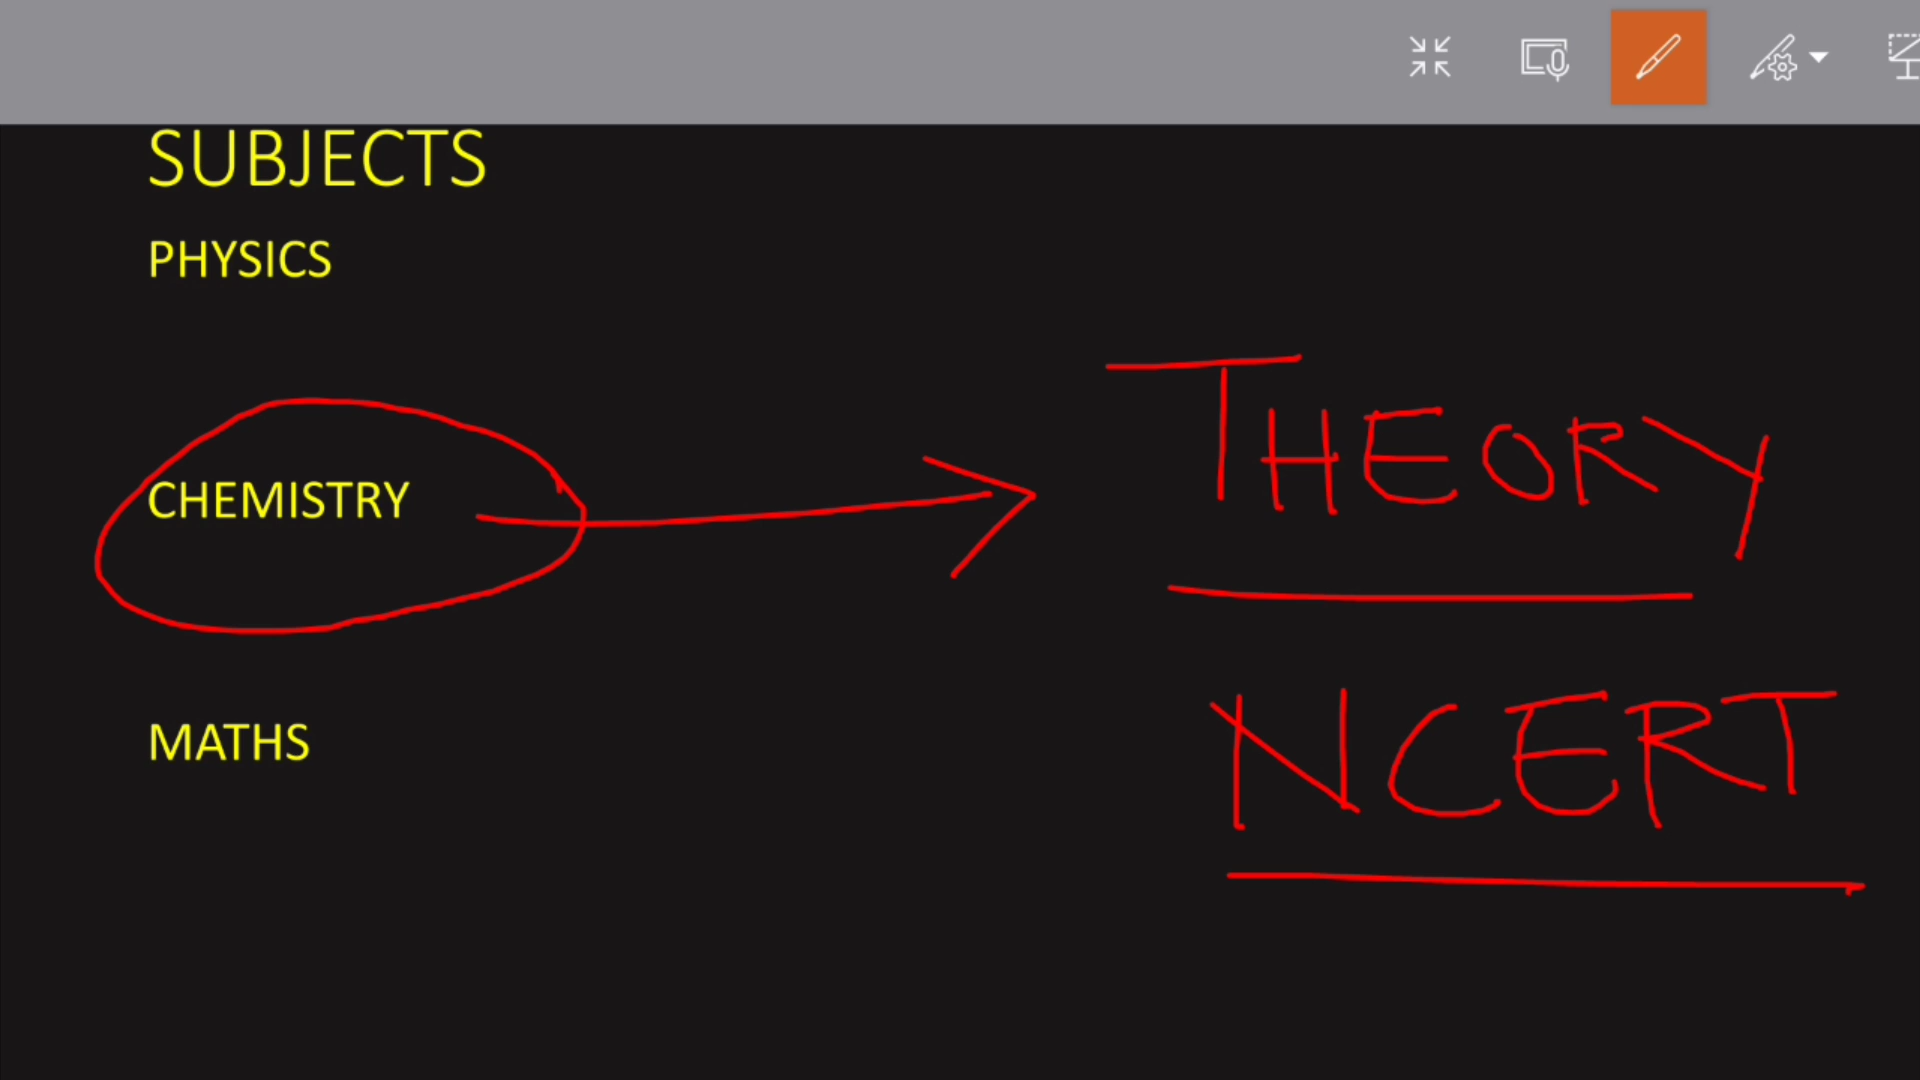 SUBJECTS
PHYSICS
CHEMISTRY
THEORY
NCERT
MATHS